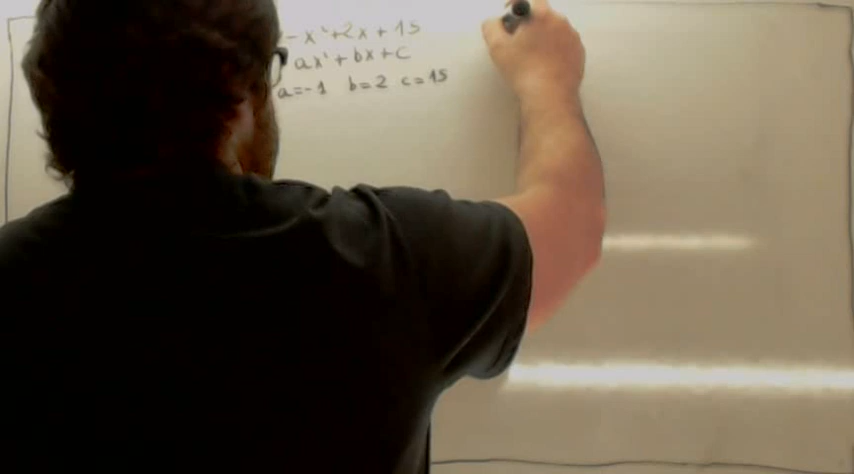 -x²+2x+15
ax²+bx+c
a=-1 b=2 c=15